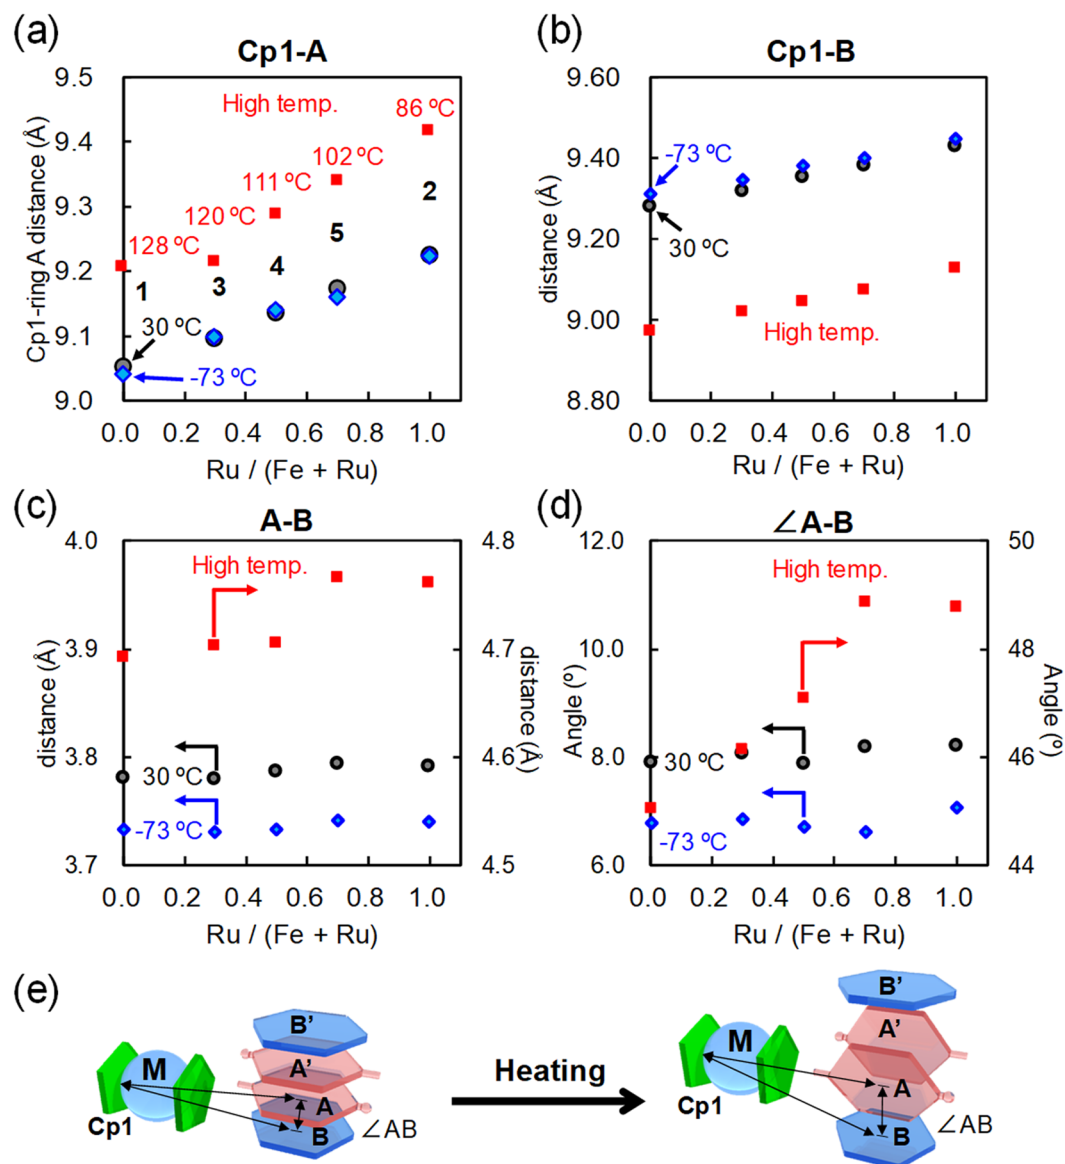 (a)
Cp1-A
Cp1-ring A distance (Å)
9.5
9.4
9.3
9.2
9.1
9.0
High temp.
86 ºC
102 ºC
111 ºC
120 ºC
128 ºC
2
5
4
3
1
30 ºC
-73 ºC
0.0 0.2 0.4 0.6 0.8 1.0
Ru / (Fe + Ru)
(b)
Cp1-B
distance (Å)
9.60
9.40
9.20
9.00
8.80
-73 ºC
30 ºC
High temp.
0.0 0.2 0.4 0.6 0.8 1.0
Ru / (Fe + Ru)
(c)
A-B
distance (Å)
4.0
3.9
3.8
3.7
High temp.
30 ºC
-73 ºC
4.8
4.7
4.6
4.5
distance (Å)
0.0 0.2 0.4 0.6 0.8 1.0
Ru / (Fe + Ru)
(d)
∠A-B
Angle (º)
12.0
10.0
8.0
6.0
High temp.
30 ºC
-73 ºC
50
48
46
44
Angle (º)
0.0 0.2 0.4 0.6 0.8 1.0
Ru / (Fe + Ru)
(e)
B’
A’
M
A
Cp1
B
∠AB
Heating
B’
A’
M
A
Cp1
B
∠AB